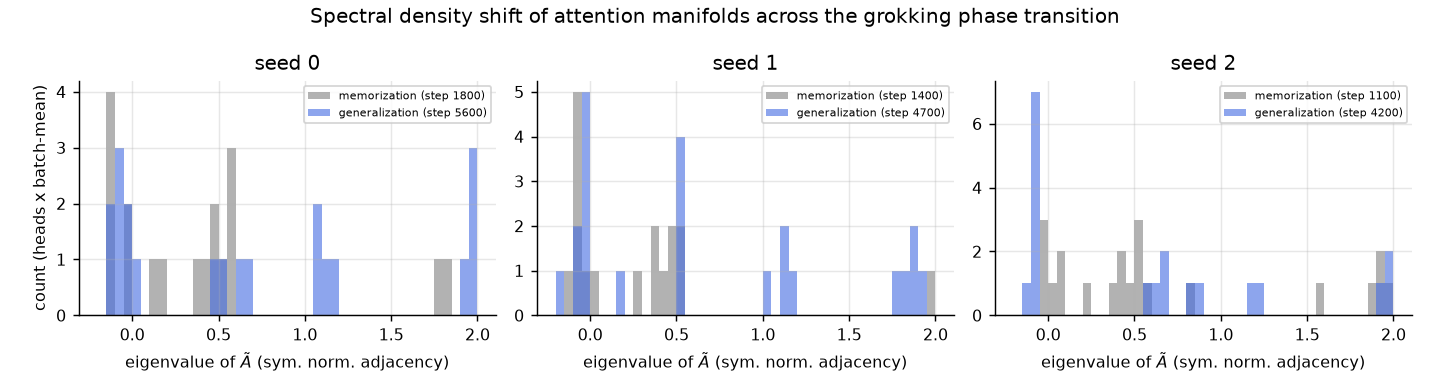 Spectral density shift of attention manifolds across the grokking phase transition
seed 0
count (heads x batch-mean)
4
3
2
1
0
memorization (step 1800)
generalization (step 5600)
0.0 0.5 1.0 1.5 2.0
eigenvalue of Ã (sym. norm. adjacency)
seed 1
5
4
3
2
1
0
memorization (step 1400)
generalization (step 4700)
0.0 0.5 1.0 1.5 2.0
eigenvalue of Ã (sym. norm. adjacency)
seed 2
6
4
2
0
memorization (step 1100)
generalization (step 4200)
0.0 0.5 1.0 1.5 2.0
eigenvalue of Ã (sym. norm. adjacency)